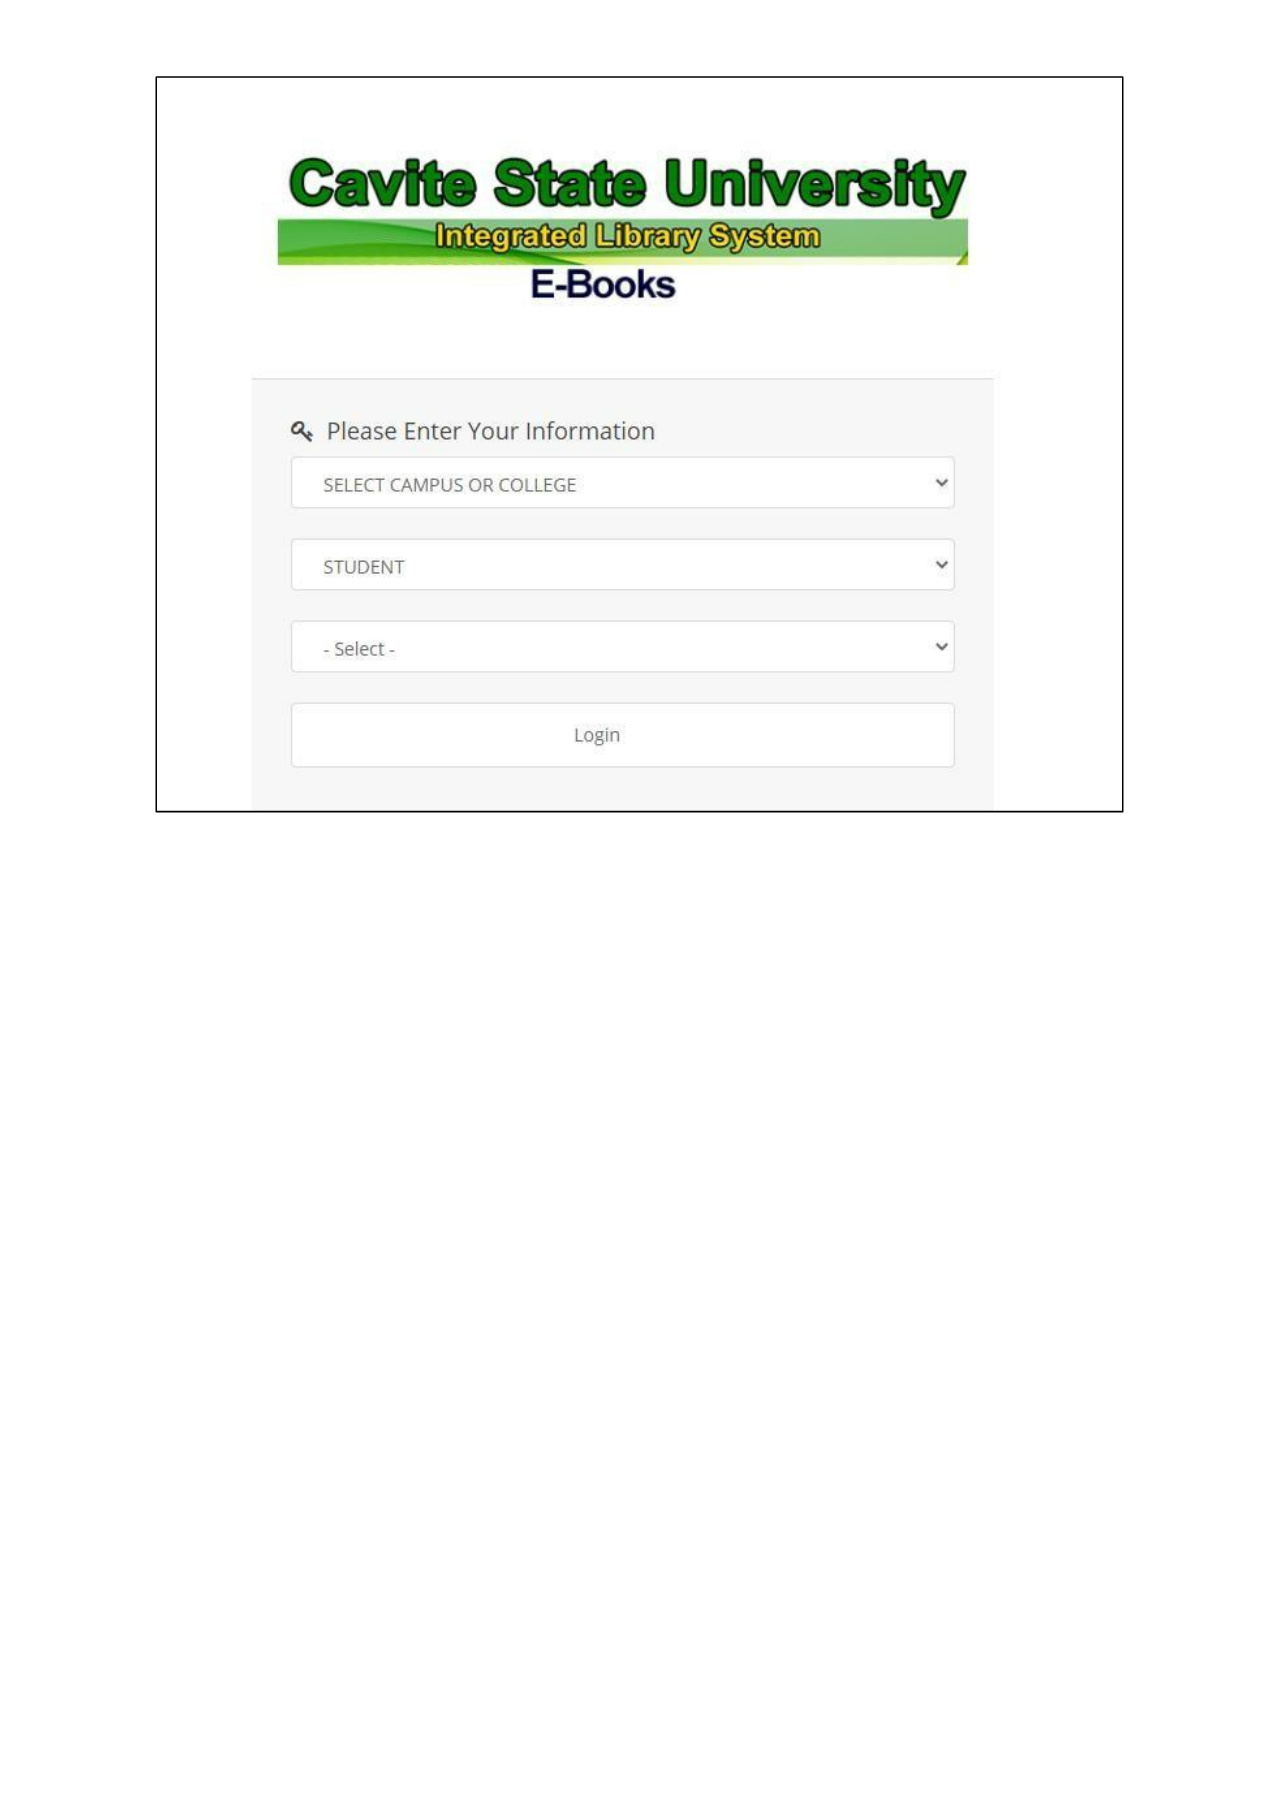 Cavite State University
Integrated Library System
E-Books
Please Enter Your Information
SELECT CAMPUS OR COLLEGE
STUDENT
- Select -
Login